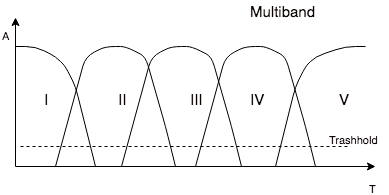 Multiband
A
I II III IV V
Trashhold
T